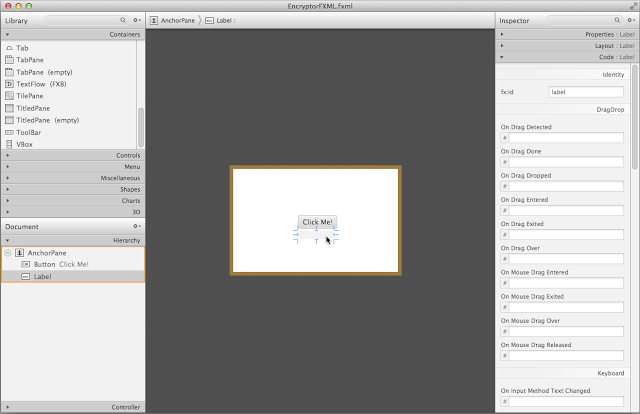 EncryptorFXML.fxml
Library
AnchorPane
Label :
Inspector
Containers
Tab
TabPane
TabPane (empty)
TextFlow (FX8)
TilePane
TitledPane
TitledPane (empty)
ToolBar
VBox
Controls
Menu
Miscellaneous
Shapes
Charts
3D
Document
Hierarchy
AnchorPane
Button Click Me!
Label
Controller
Click Me!
Properties : Label
Layout : Label
Code : Label
Identity
fx:id label
DragDrop
On Drag Detected
#
On Drag Done
#
On Drag Dropped
#
On Drag Entered
#
On Drag Exited
#
On Drag Over
#
On Mouse Drag Entered
#
On Mouse Drag Exited
#
On Mouse Drag Over
#
On Mouse Drag Released
#
Keyboard
On Input Method Text Changed
#